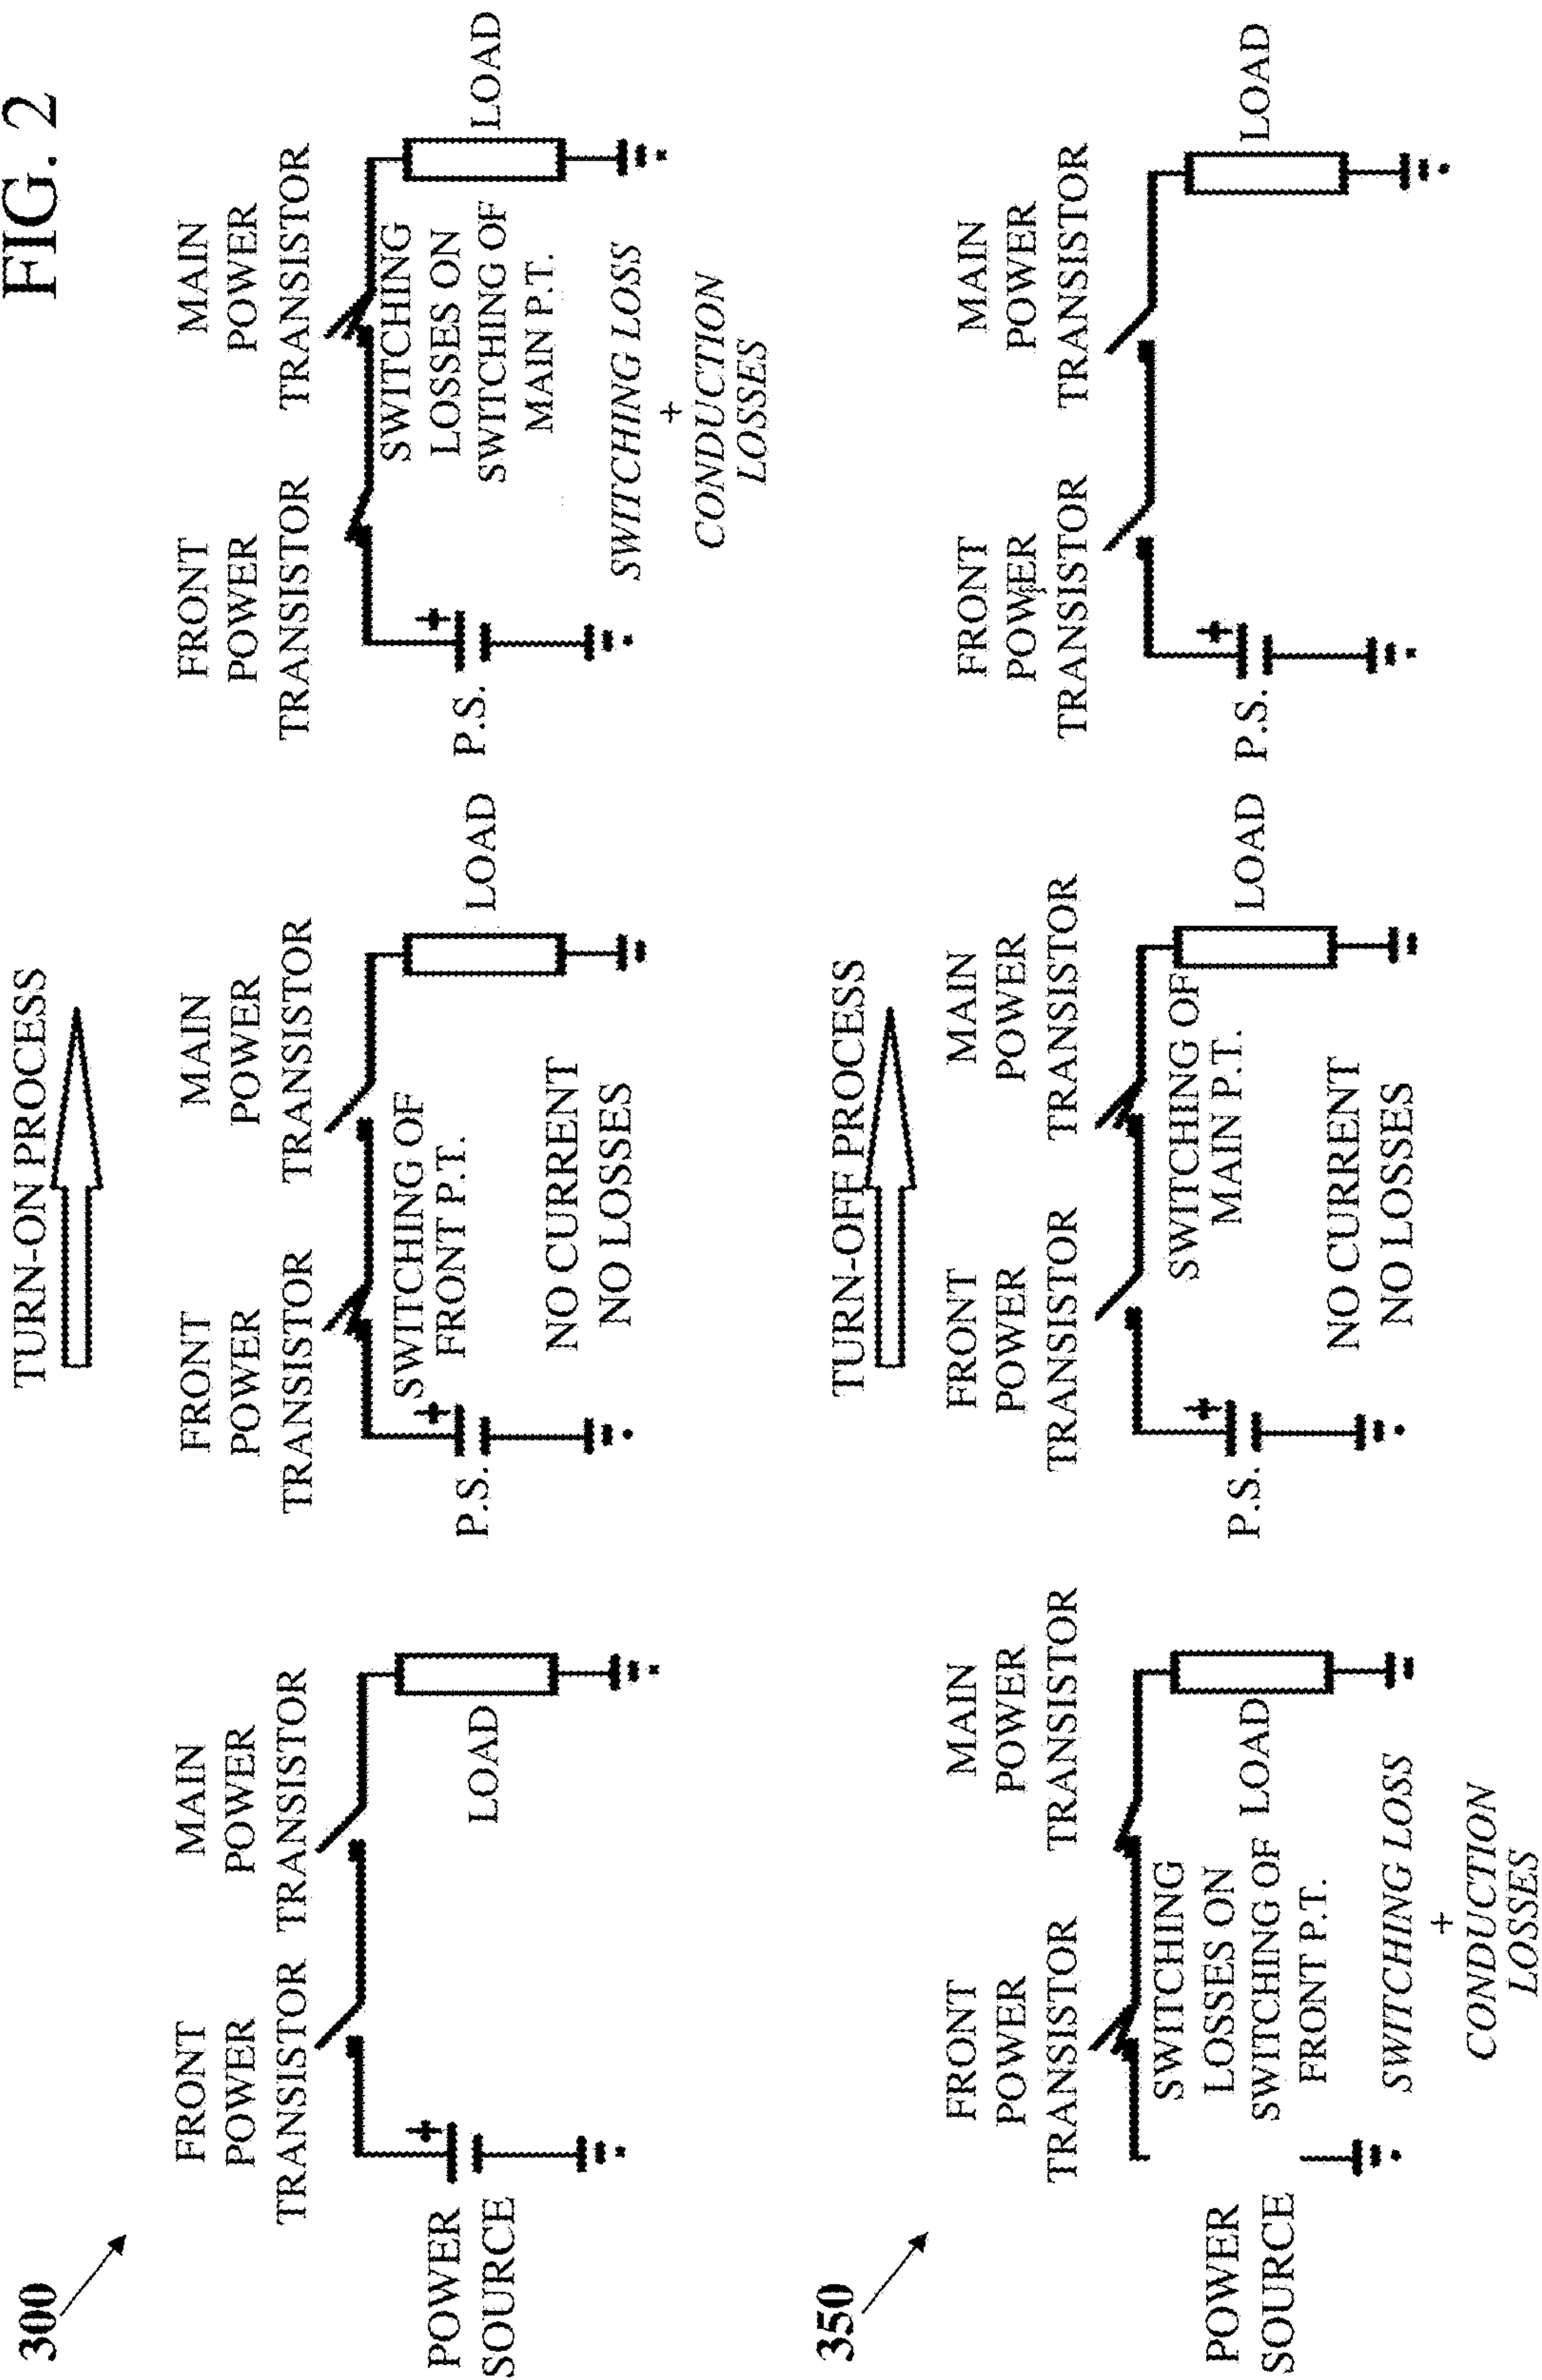 FIG. 2
300
TURN-ON PROCESS
FRONT
POWER
TRANSISTOR
MAIN
POWER
TRANSISTOR
POWER
SOURCE
+
LOAD
FRONT
POWER
TRANSISTOR
MAIN
POWER
TRANSISTOR
SWITCHING OF
FRONT P.T.
P.S.
+
LOAD
NO CURRENT
NO LOSSES
FRONT
POWER
TRANSISTOR
MAIN
POWER
TRANSISTOR
SWITCHING
LOSSES ON
SWITCHING OF
MAIN P.T.
P.S.
+
LOAD
SWITCHING LOSS
+
CONDUCTION
LOSSES
350
TURN-OFF PROCESS
FRONT
POWER
TRANSISTOR
MAIN
POWER
TRANSISTOR
SWITCHING
LOSSES ON
SWITCHING OF
FRONT P.T.
POWER
SOURCE
LOAD
SWITCHING LOSS
+
CONDUCTION
LOSSES
FRONT
POWER
TRANSISTOR
MAIN
POWER
TRANSISTOR
SWITCHING OF
MAIN P.T.
P.S.
+
LOAD
NO CURRENT
NO LOSSES
FRONT
POWER
TRANSISTOR
MAIN
POWER
TRANSISTOR
P.S.
+
LOAD